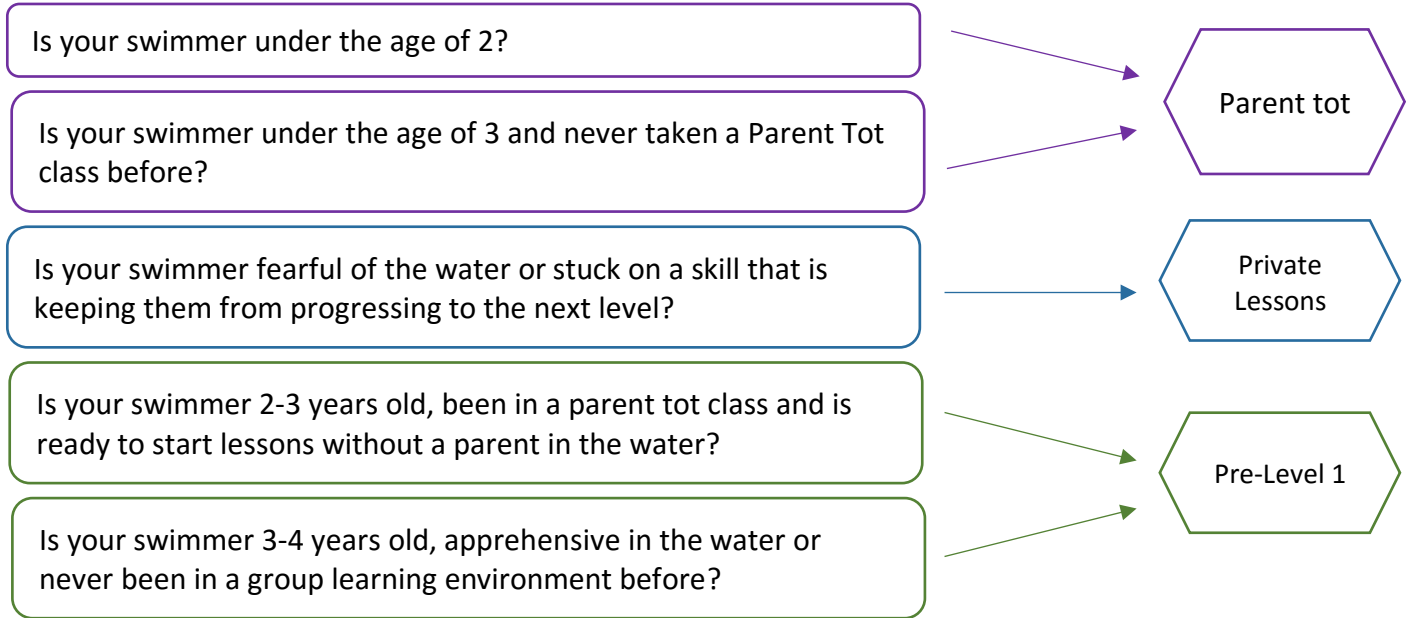 Is your swimmer under the age of 2?
Parent tot
Is your swimmer under the age of 3 and never taken a Parent Tot
class before?
Is your swimmer fearful of the water or stuck on a skill that is
keeping them from progressing to the next level?
Private
Lessons
Is your swimmer 2-3 years old, been in a parent tot class and is
ready to start lessons without a parent in the water?
Pre-Level 1
Is your swimmer 3-4 years old, apprehensive in the water or
never been in a group learning environment before?